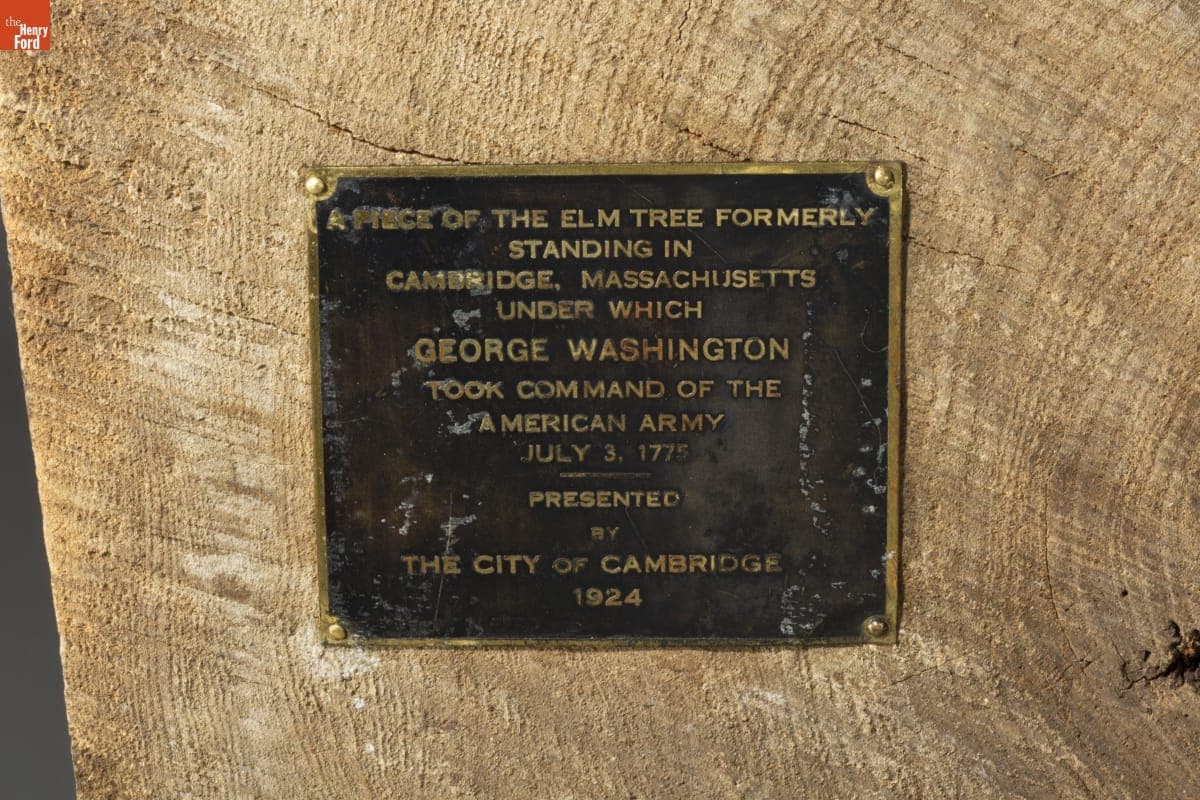 the
Henry
Ford
A PIECE OF THE ELM TREE FORMERLY
STANDING IN
CAMBRIDGE, MASSACHUSETTS
UNDER WHICH
GEORGE WASHINGTON
TOOK COMMAND OF THE
AMERICAN ARMY
JULY 3, 1775
PRESENTED
BY
THE CITY OF CAMBRIDGE
1924